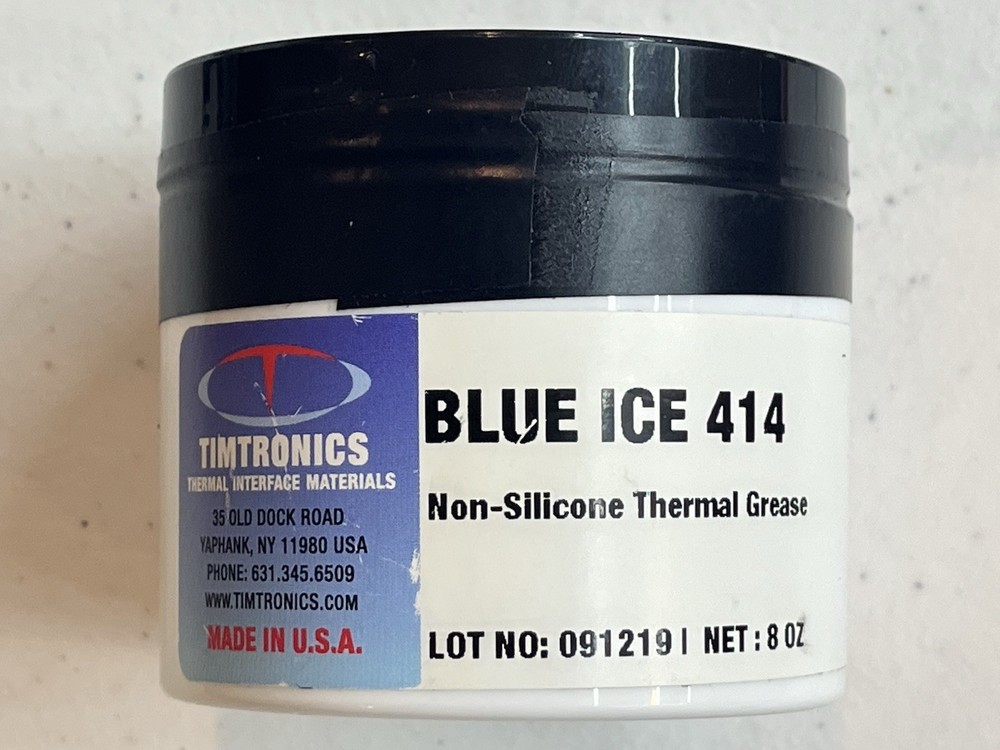 TIMTRONICS
THERMAL INTERFACE MATERIALS
35 OLD DOCK ROAD
YAPHANK, NY 11980 USA
PHONE: 631.345.6509
WWW.TIMTRONICS.COM
MADE IN U.S.A.
BLUE ICE 414
Non-Silicone Thermal Grease
LOT NO: 091219 | NET: 8 OZ